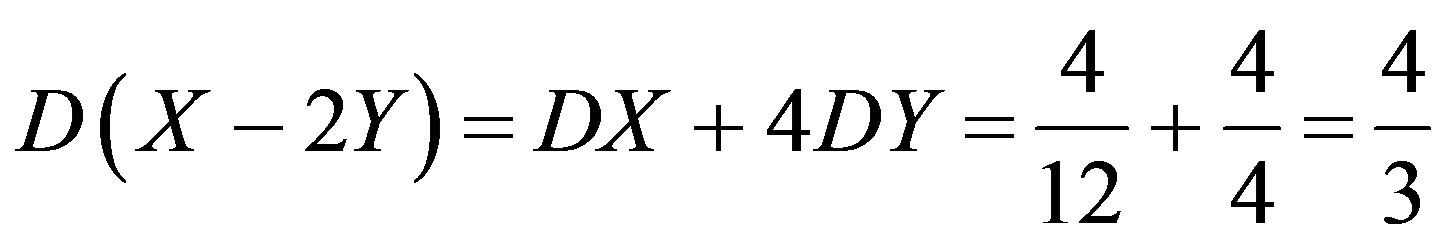 D(X − 2Y) = DX + 4DY = 4/12 + 4/4 = 4/3